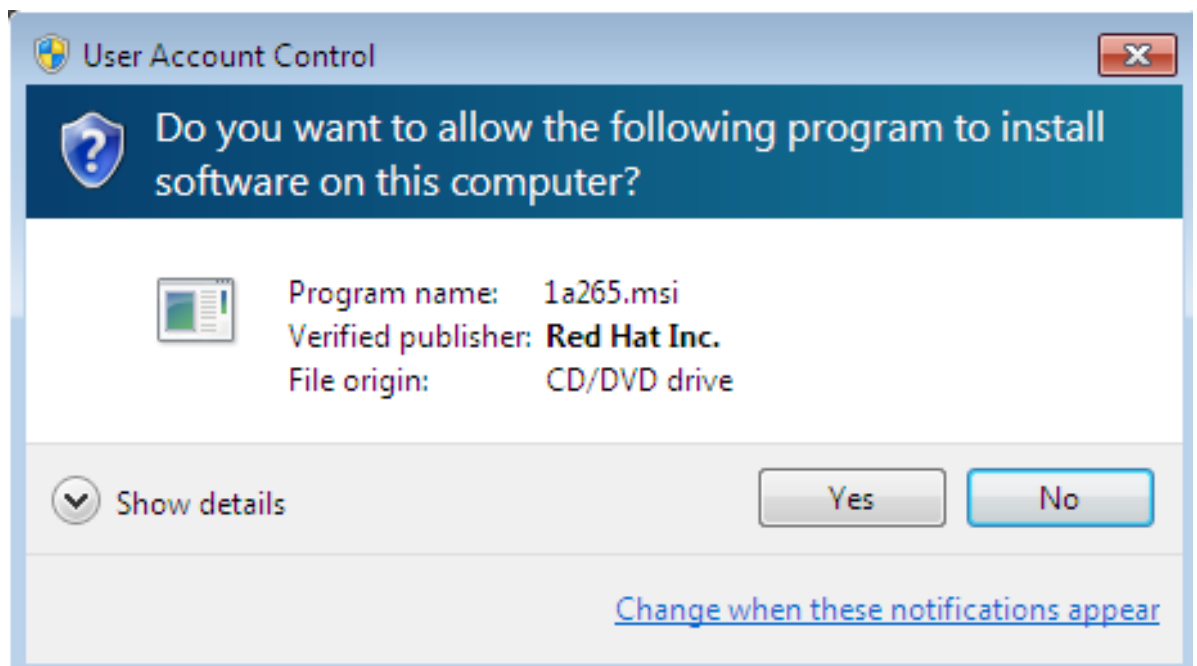 User Account Control
Do you want to allow the following program to install
software on this computer?
Program name: 1a265.msi
Verified publisher: Red Hat Inc.
File origin: CD/DVD drive
Show details Yes No
Change when these notifications appear